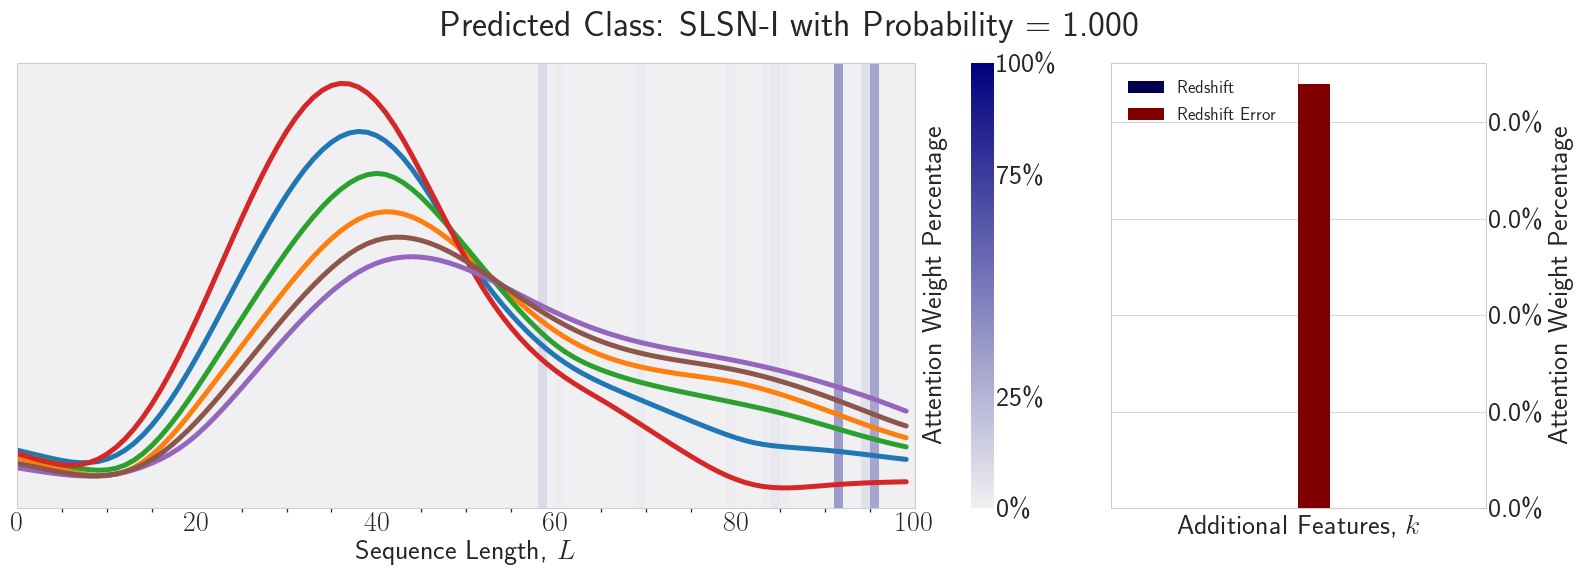 Predicted Class: SLSN-I with Probability = 1.000
0
20
40
60
80
100
Sequence Length, L
100%
75%
25%
0%
Attention Weight Percentage
Redshift
Redshift Error
0.0%
0.0%
0.0%
0.0%
0.0%
Attention Weight Percentage
Additional Features, k